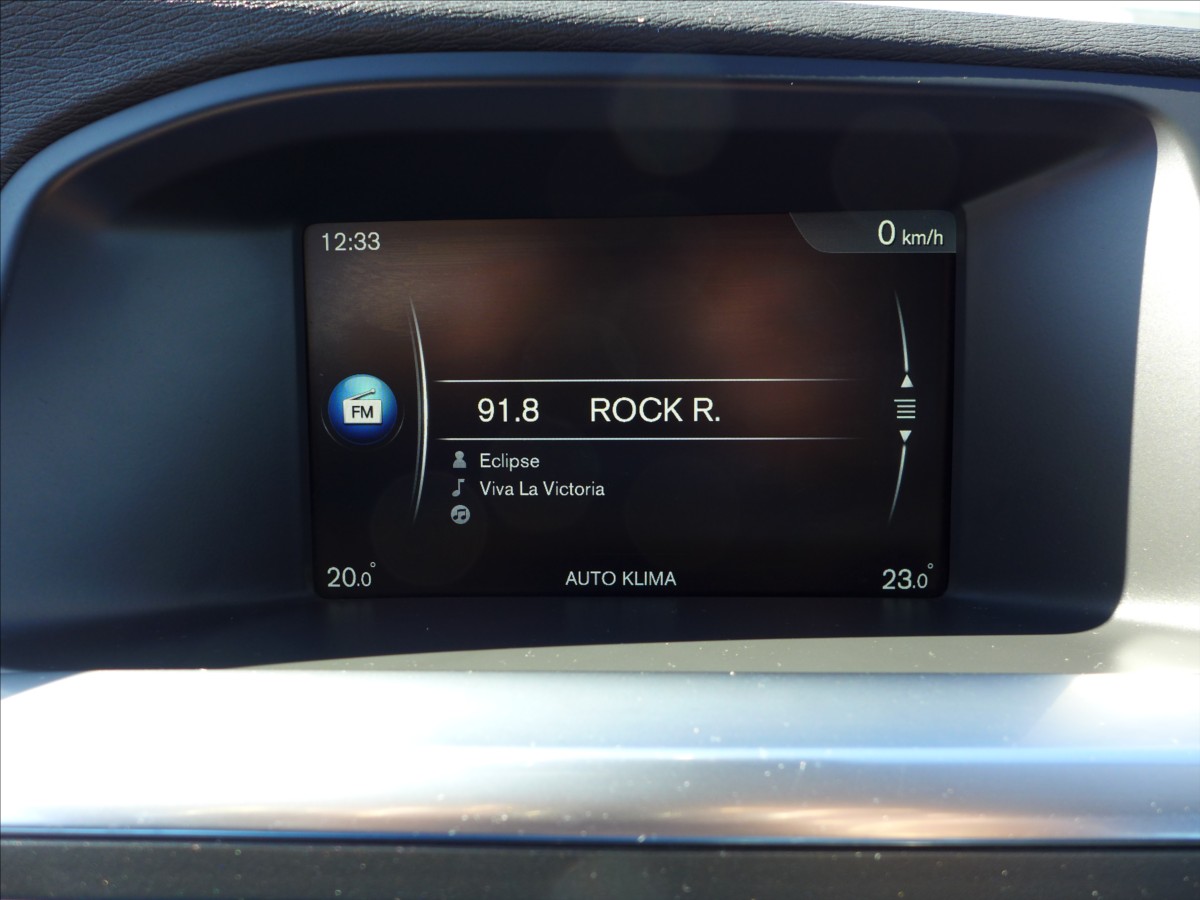 12:33
0 km/h
FM
91.8 ROCK R.
Eclipse
Viva La Victoria
20.0° AUTO KLIMA 23.0°